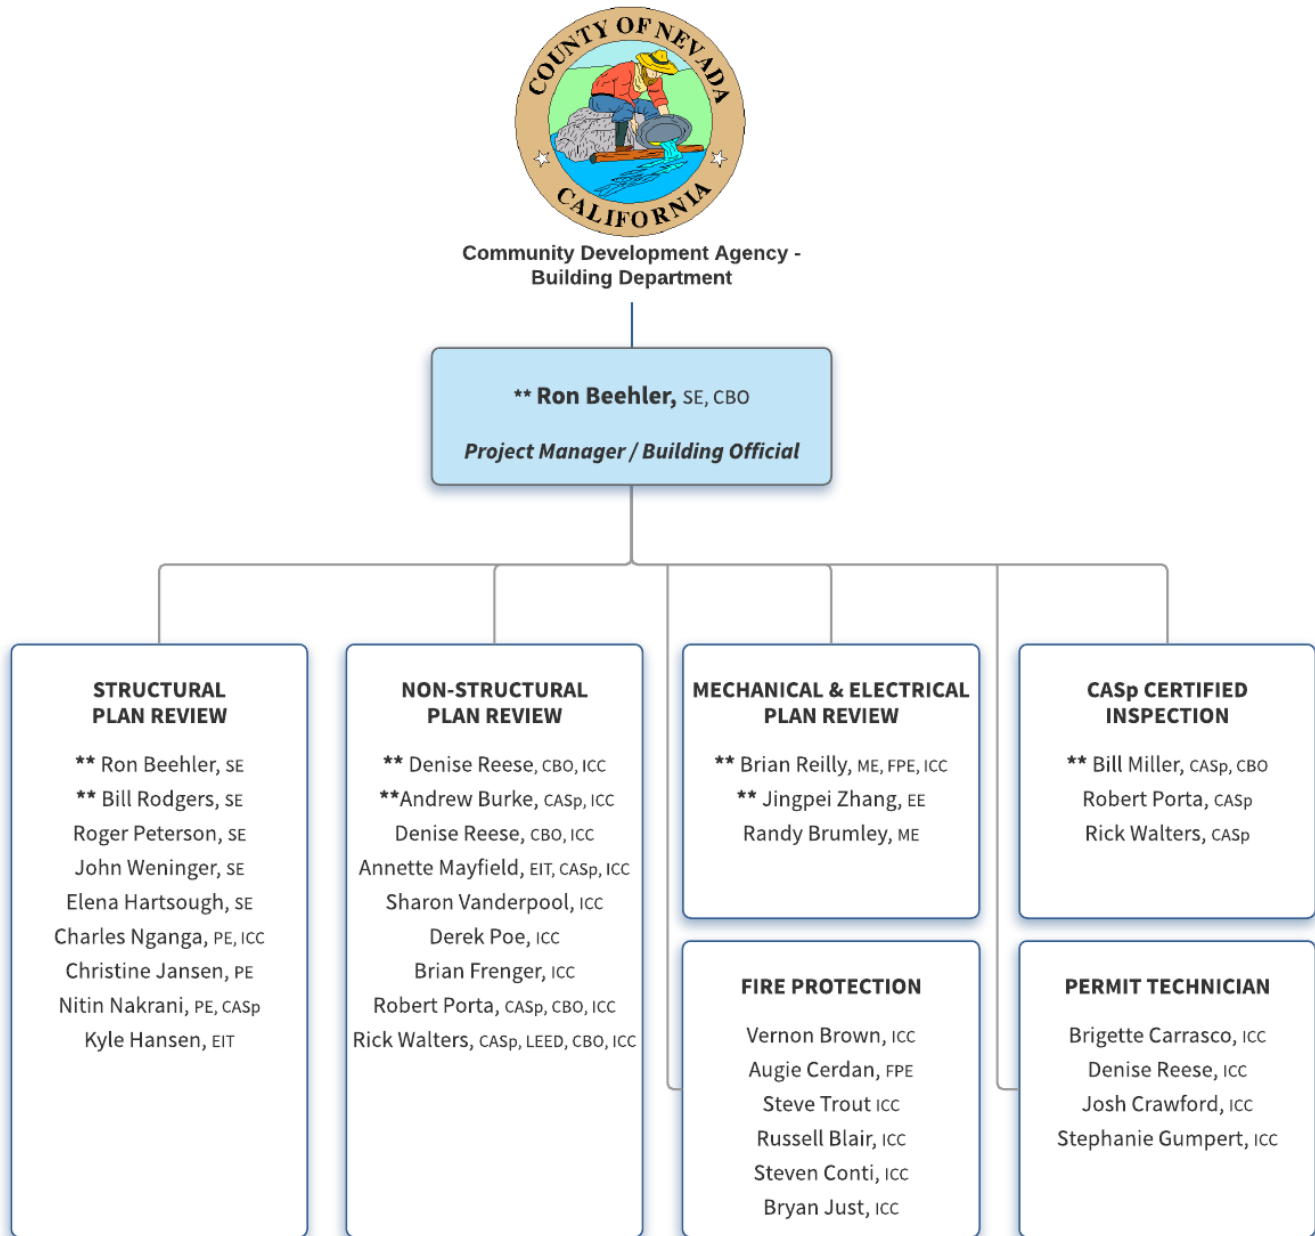 COUNTY OF NEVADA
CALIFORNIA
Community Development Agency -
Building Department
** Ron Beehler, SE, CBO
Project Manager / Building Official
STRUCTURAL
PLAN REVIEW
** Ron Beehler, SE
** Bill Rodgers, SE
Roger Peterson, SE
John Weninger, SE
Elena Hartsough, SE
Charles Nganga, PE, ICC
Christine Jansen, PE
Nitin Nakrani, PE, CASp
Kyle Hansen, EIT
NON-STRUCTURAL
PLAN REVIEW
** Denise Reese, CBO, ICC
**Andrew Burke, CASp, ICC
Denise Reese, CBO, ICC
Annette Mayfield, EIT, CASp, ICC
Sharon Vanderpool, ICC
Derek Poe, ICC
Brian Frenger, ICC
Robert Porta, CASp, CBO, ICC
Rick Walters, CASp, LEED, CBO, ICC
MECHANICAL & ELECTRICAL
PLAN REVIEW
** Brian Reilly, ME, FPE, ICC
** Jingpei Zhang, EE
Randy Brumley, ME
CASp CERTIFIED
INSPECTION
** Bill Miller, CASp, CBO
Robert Porta, CASp
Rick Walters, CASp
FIRE PROTECTION
Vernon Brown, ICC
Augie Cerdan, FPE
Steve Trout ICC
Russell Blair, ICC
Steven Conti, ICC
Bryan Just, ICC
PERMIT TECHNICIAN
Brigette Carrasco, ICC
Denise Reese, ICC
Josh Crawford, ICC
Stephanie Gumpert, ICC